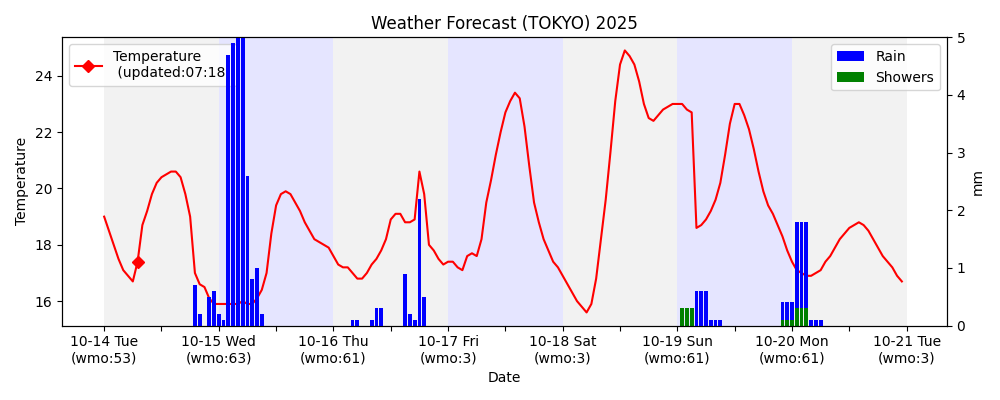 Weather Forecast (TOKYO) 2025
Temperature
(updated:07:18
Rain
Showers
24
22
20
18
16
Temperature
5
4
3
2
1
0
mm
10-14 Tue
(wmo:53)
10-15 Wed
(wmo:63)
10-16 Thu
(wmo:61)
10-17 Fri
(wmo:3)
10-18 Sat
(wmo:3)
10-19 Sun
(wmo:61)
10-20 Mon
(wmo:61)
10-21 Tue
(wmo:3)
Date